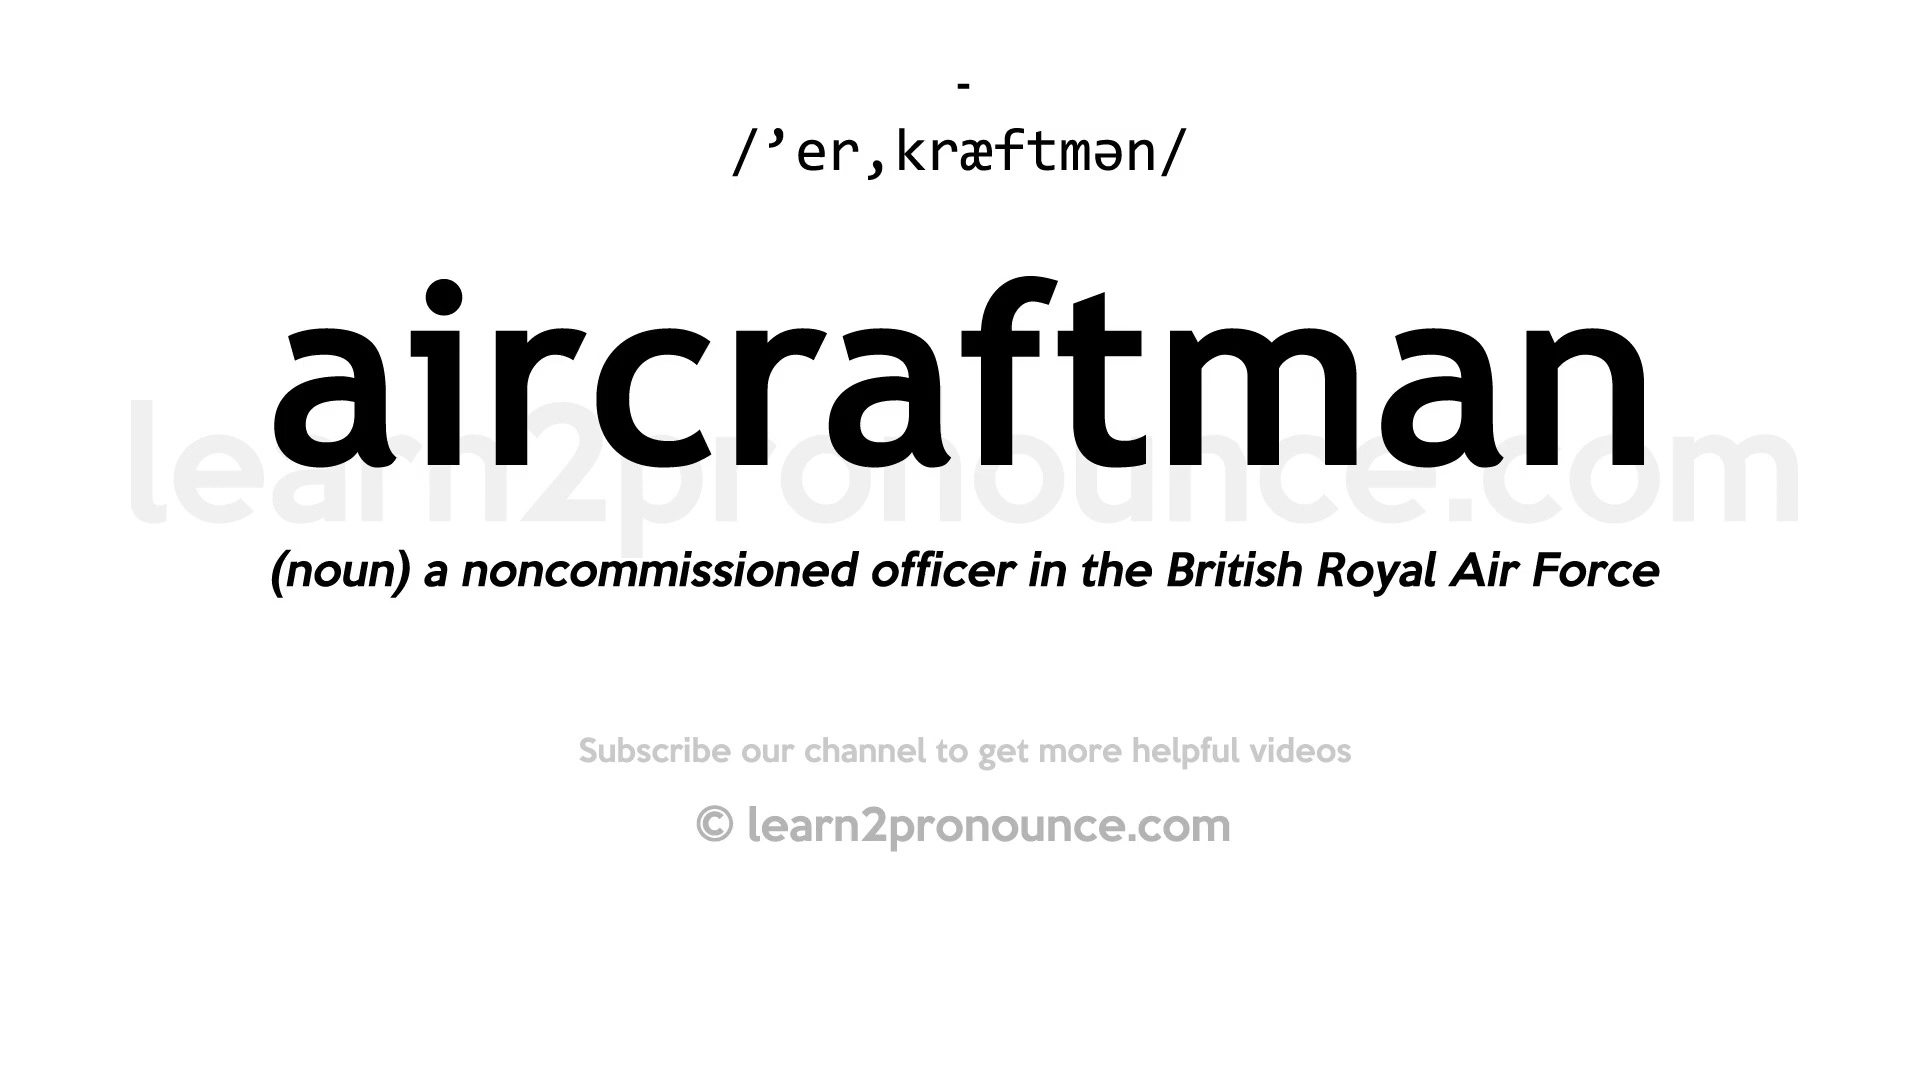 -
/’er,kræftmən/
aircraftman
learn2pronounce.com
(noun) a noncommissioned officer in the British Royal Air Force
Subscribe our channel to get more helpful videos
© learn2pronounce.com